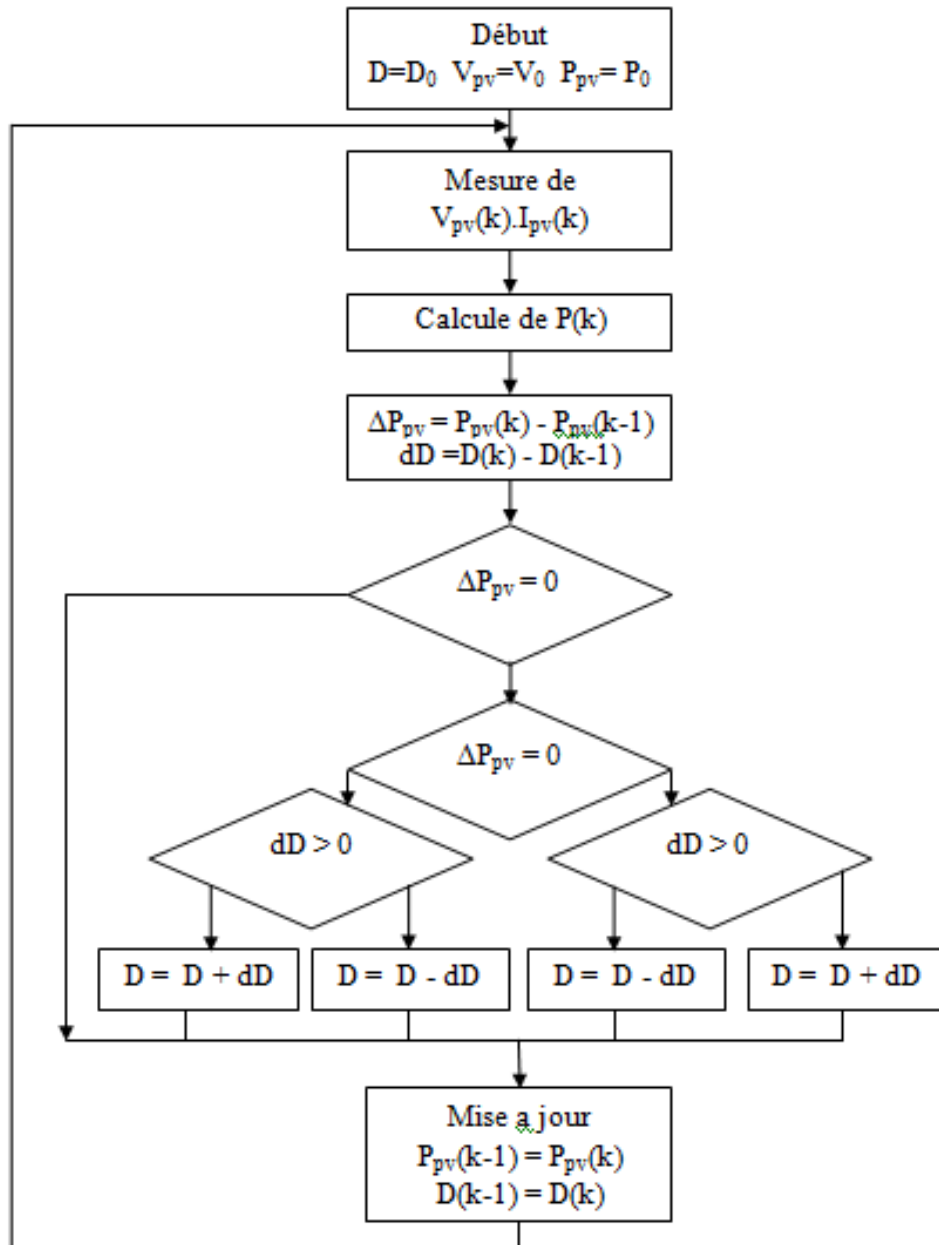 Début
D=D₀ Vpv=V₀ Ppv= P₀
Mesure de
Vpv(k).Ipv(k)
Calcule de P(k)
ΔPpv = Ppv(k) - Ppv(k-1)
dD =D(k) - D(k-1)
ΔPpv = 0
ΔPpv = 0
dD > 0
dD > 0
D = D + dD
D = D - dD
D = D - dD
D = D + dD
Mise a jour
Ppv(k-1) = Ppv(k)
D(k-1) = D(k)